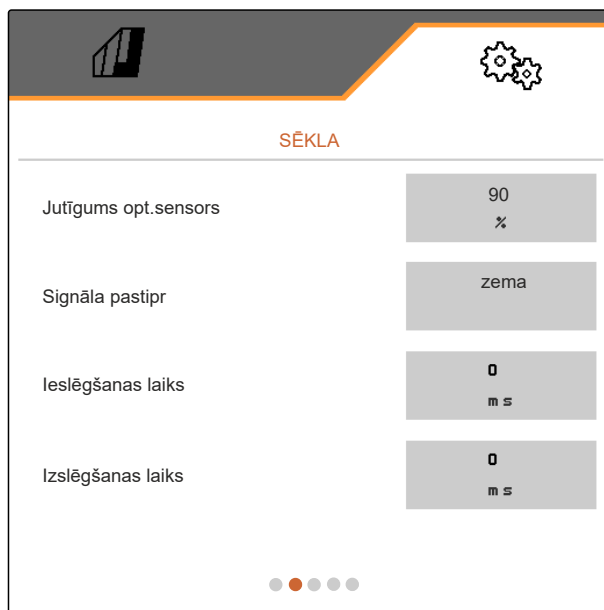 SĒKLA
Jutīgums opt.sensors
90
%
Signāla pastipr
zema
Ieslēgšanas laiks
0
ms
Izslēgšanas laiks
0
ms